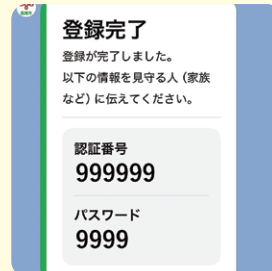 登録完了
登録が完了しました。
以下の情報を見守る人（家族
など）に伝えてください。
認証番号
999999
パスワード
9999